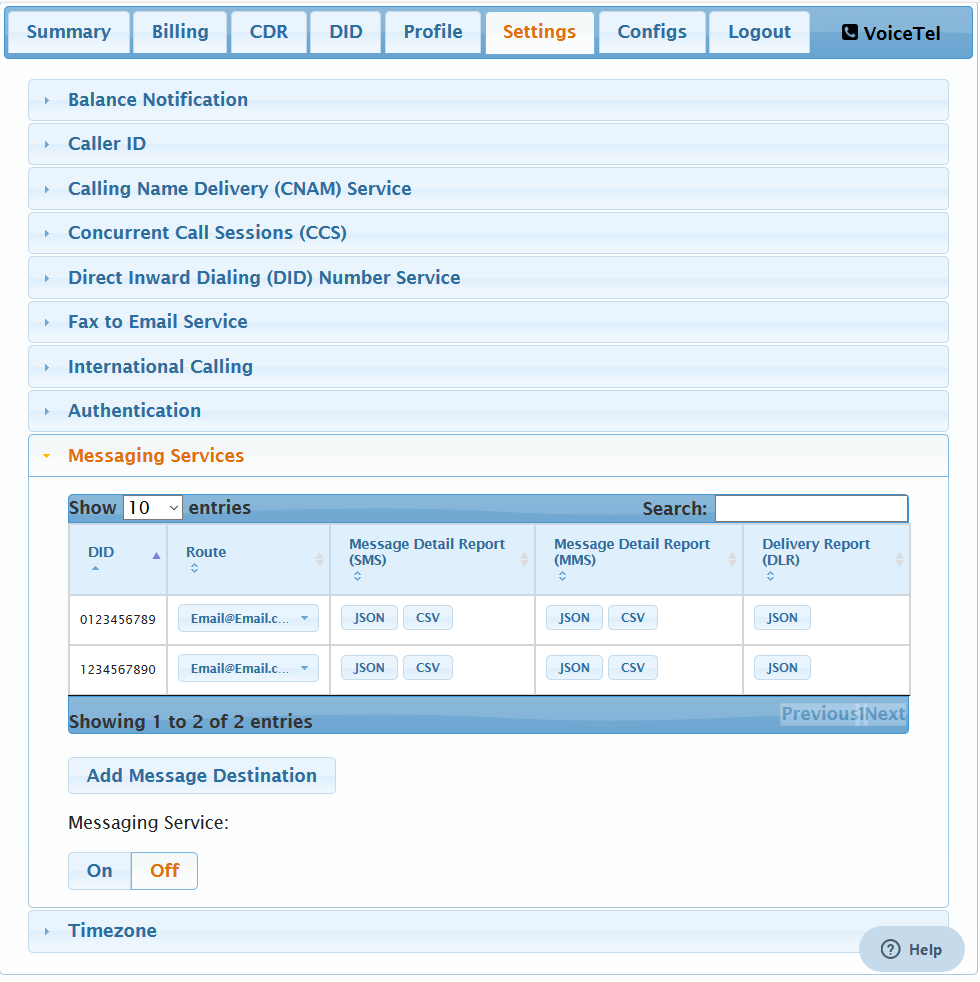 Summary Billing CDR DID Profile Settings Configs Logout VoiceTel
Balance Notification
Caller ID
Calling Name Delivery (CNAM) Service
Concurrent Call Sessions (CCS)
Direct Inward Dialing (DID) Number Service
Fax to Email Service
International Calling
Authentication
Messaging Services
Show 10 entries Search:
DID Route Message Detail Report (SMS) Message Detail Report (MMS) Delivery Report (DLR)
0123456789 Email@Email.c... JSON CSV JSON CSV JSON
1234567890 Email@Email.c... JSON CSV JSON CSV JSON
Showing 1 to 2 of 2 entries Previous1Next
Add Message Destination
Messaging Service:
On Off
Timezone
Help